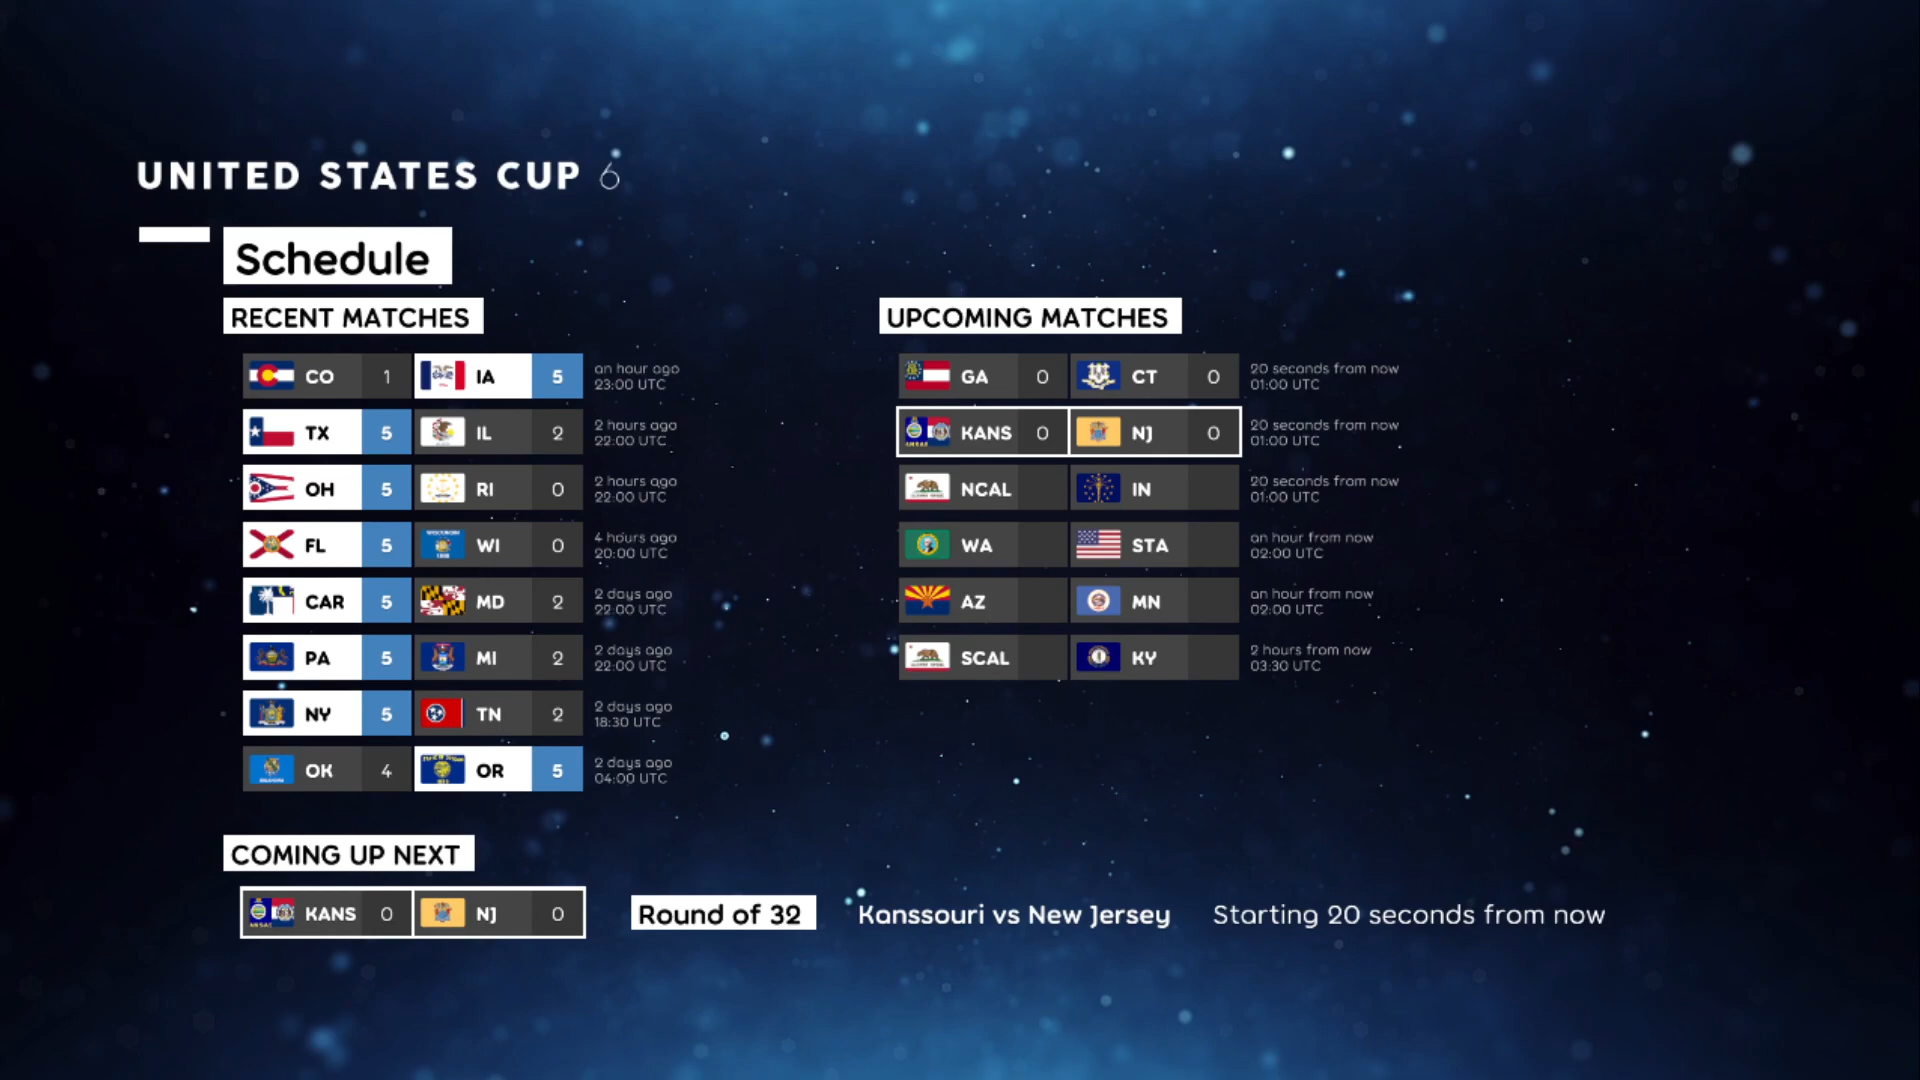 UNITED STATES CUP 6
Schedule
RECENT MATCHES
CO 1 IA 5 an hour ago
23:00 UTC
TX 5 IL 2 2 hours ago
22:00 UTC
OH 5 RI 0 2 hours ago
22:00 UTC
FL 5 WI 0 4 hours ago
20:00 UTC
CAR 5 MD 2 2 days ago
22:00 UTC
PA 5 MI 2 2 days ago
22:00 UTC
NY 5 TN 2 2 days ago
18:30 UTC
OK 4 OR 5 2 days ago
04:00 UTC
UPCOMING MATCHES
GA 0 CT 0 20 seconds from now
01:00 UTC
KANS 0 NJ 0 20 seconds from now
01:00 UTC
NCAL IN 20 seconds from now
01:00 UTC
WA STA an hour from now
02:00 UTC
AZ MN an hour from now
02:00 UTC
SCAL KY 2 hours from now
03:30 UTC
COMING UP NEXT
KANS 0 NJ 0 Round of 32 Kanssouri vs New Jersey Starting 20 seconds from now